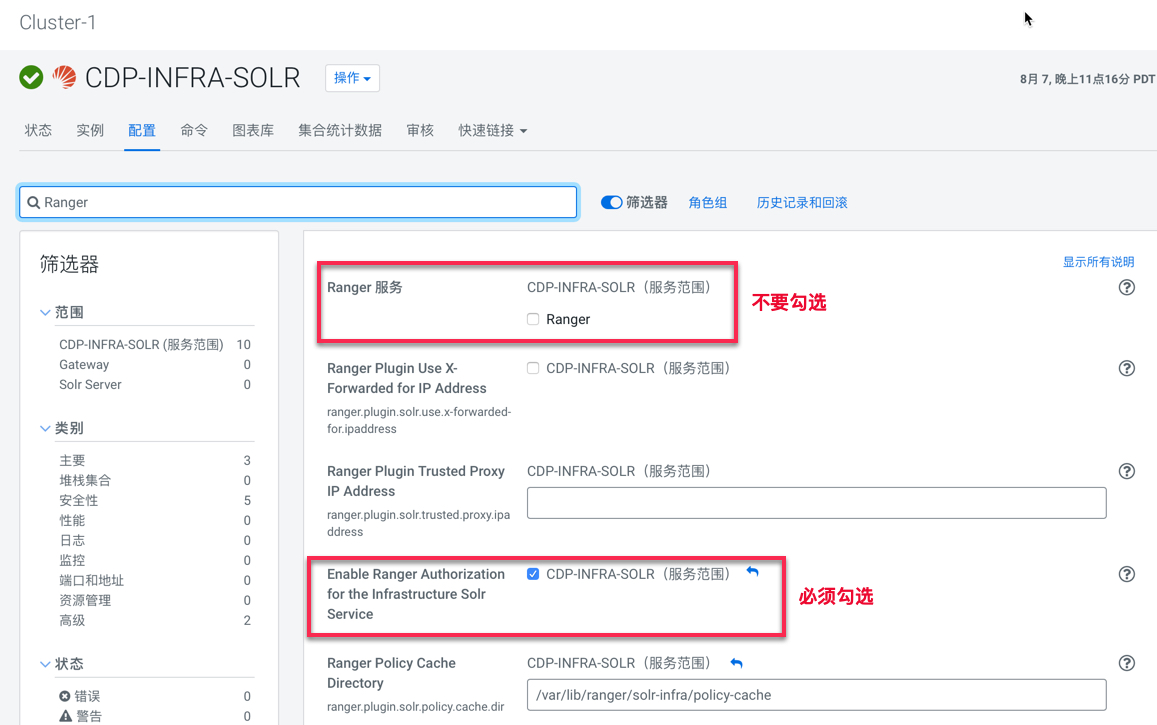 Cluster-1
CDP-INFRA-SOLR
操作
8月 7, 晚上11点16分 PDT
状态 实例 配置 命令 图表库 集合统计数据 审核 快速链接
Ranger
筛选器 角色组 历史记录和回滚
筛选器
范围
CDP-INFRA-SOLR (服务范围) 10
Gateway 0
Solr Server 0
类别
主要 3
堆栈集合 0
安全性 5
性能 0
日志 0
监控 0
端口和地址 0
资源管理 0
高级 2
状态
错误 0
警告 0
显示所有说明
Ranger 服务
CDP-INFRA-SOLR（服务范围）
Ranger
不要勾选
Ranger Plugin Use X-
Forwarded for IP Address
ranger.plugin.solr.use.x-forwarded-
for.ipaddress
CDP-INFRA-SOLR（服务范围）
Ranger Plugin Trusted Proxy
IP Address
ranger.plugin.solr.trusted.proxy.ipa
ddress
CDP-INFRA-SOLR（服务范围）
Enable Ranger Authorization
for the Infrastructure Solr
Service
CDP-INFRA-SOLR（服务范围）
必须勾选
Ranger Policy Cache
Directory
ranger.plugin.solr.policy.cache.dir
CDP-INFRA-SOLR（服务范围）
/var/lib/ranger/solr-infra/policy-cache